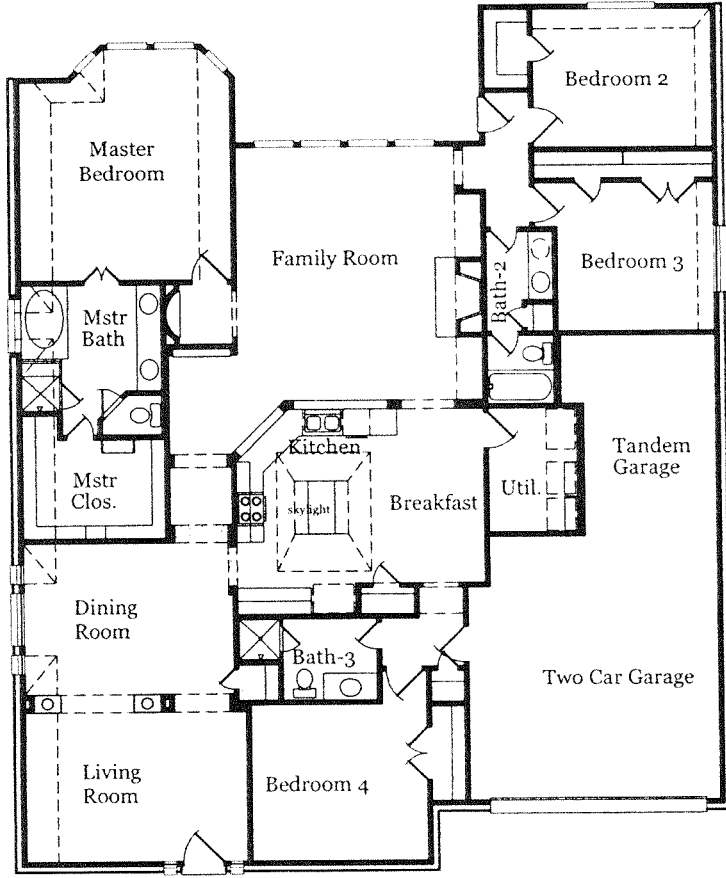 Bedroom 2
Master
Bedroom
Family Room
Bedroom 3
Bath-2
Mstr
Bath
Kitchen
Tandem
Garage
Mstr
Clos.
skylight
Breakfast
Util.
Dining
Room
Bath-3
Two Car Garage
Living
Room
Bedroom 4